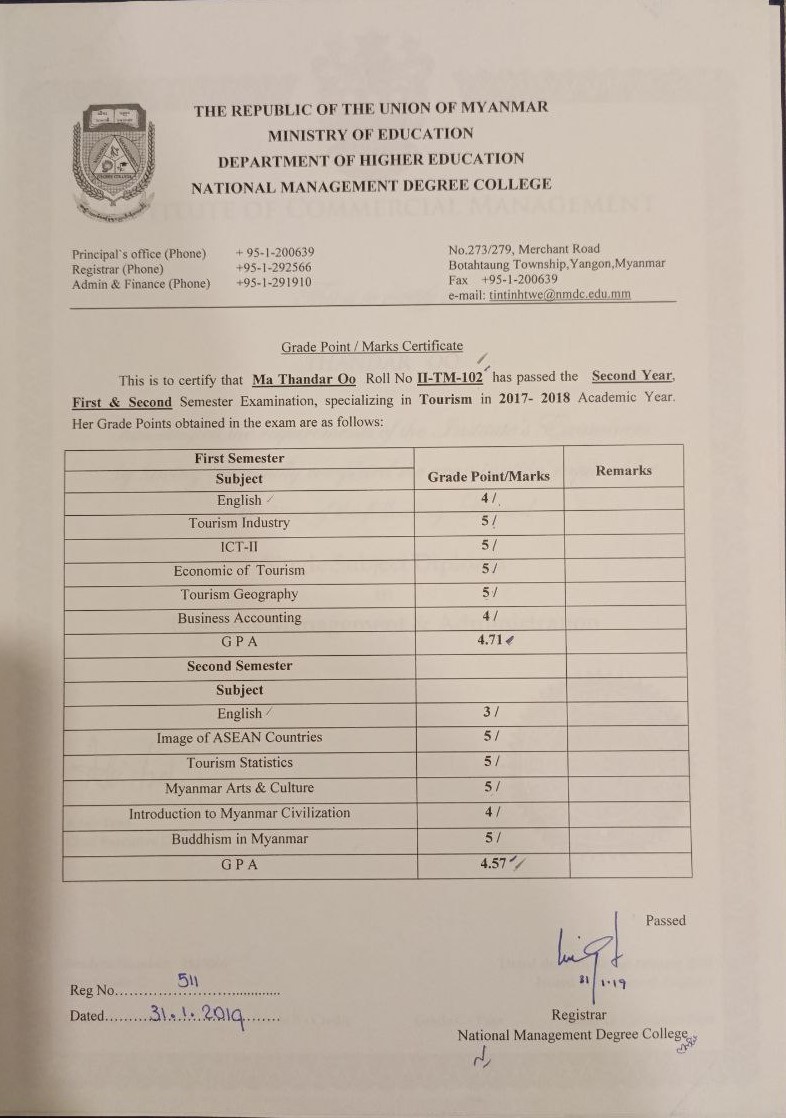 THE REPUBLIC OF THE UNION OF MYANMAR
MINISTRY OF EDUCATION
DEPARTMENT OF HIGHER EDUCATION
NATIONAL MANAGEMENT DEGREE COLLEGE
Principal`s office (Phone) + 95-1-200639
Registrar (Phone) +95-1-292566
Admin & Finance (Phone) +95-1-291910
No.273/279, Merchant Road
Botahtaung Township,Yangon,Myanmar
Fax +95-1-200639
e-mail: tintinhtwe@nmdc.edu.mm
Grade Point / Marks Certificate
This is to certify that Ma Thandar Oo Roll No II-TM-102 has passed the Second Year,
First & Second Semester Examination, specializing in Tourism in 2017- 2018 Academic Year.
Her Grade Points obtained in the exam are as follows:
First Semester
Subject Grade Point/Marks Remarks
English 4 /
Tourism Industry 5 /
ICT-II 5 /
Economic of Tourism 5 /
Tourism Geography 5 /
Business Accounting 4 /
G P A 4.71
Second Semester
Subject
English 3 /
Image of ASEAN Countries 5 /
Tourism Statistics 5 /
Myanmar Arts & Culture 5 /
Introduction to Myanmar Civilization 4 /
Buddhism in Myanmar 5 /
G P A 4.57
Passed
31/1.19
Reg No.......511.......
Dated.........31.1.2019.......
Registrar
National Management Degree College